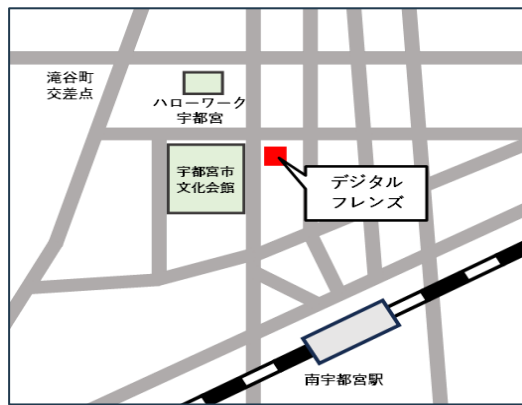 滝谷町
交差点
ハローワーク
宇都宮
宇都宮市
文化会館
デジタル
フレンズ
南宇都宮駅